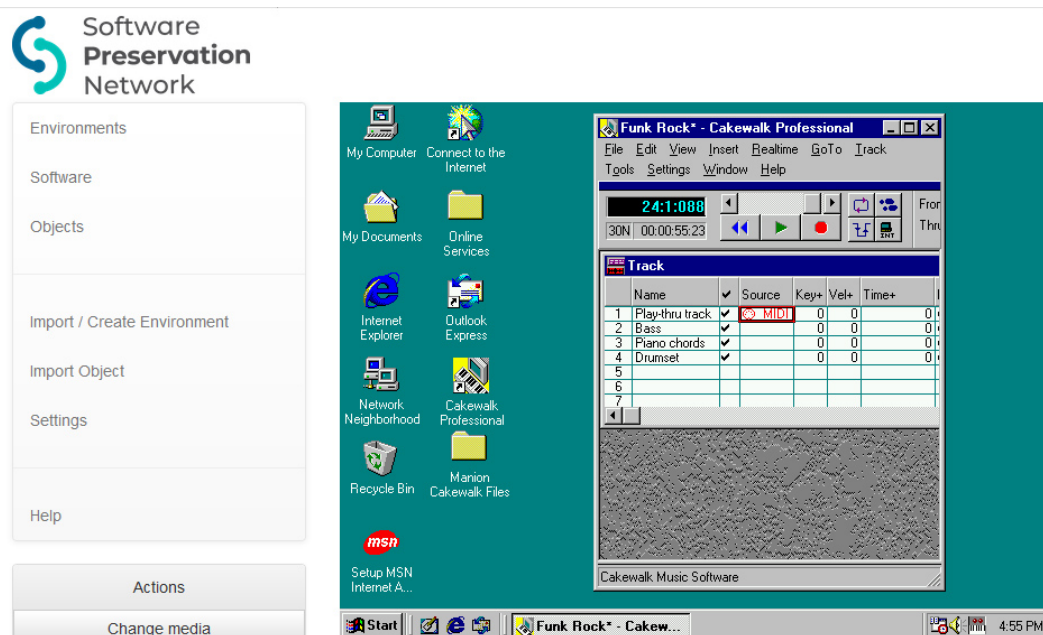 Software
Preservation
Network
Environments
Software
Objects
Import / Create Environment
Import Object
Settings
Help
Actions
Change media
My Computer
Connect to the
Internet
My Documents
Online
Services
Internet
Explorer
Outlook
Express
Network
Neighborhood
Cakewalk
Professional
Recycle Bin
Manion
Cakewalk Files
msn
Setup MSN
Internet A...
Funk Rock* - Cakewalk Professional
File Edit View Insert Realtime GoTo Track
Tools Settings Window Help
24:1:088
30N 00:00:55:23
INT
From
Thru
Track
Name Source Key+ Vel+ Time+
1 Play-thru track MIDI 0 0 0
2 Bass 0 0 0
3 Piano chords 0 0 0
4 Drumset 0 0 0
5
6
7
Cakewalk Music Software
Start Funk Rock* - Cakew... 4:55 PM